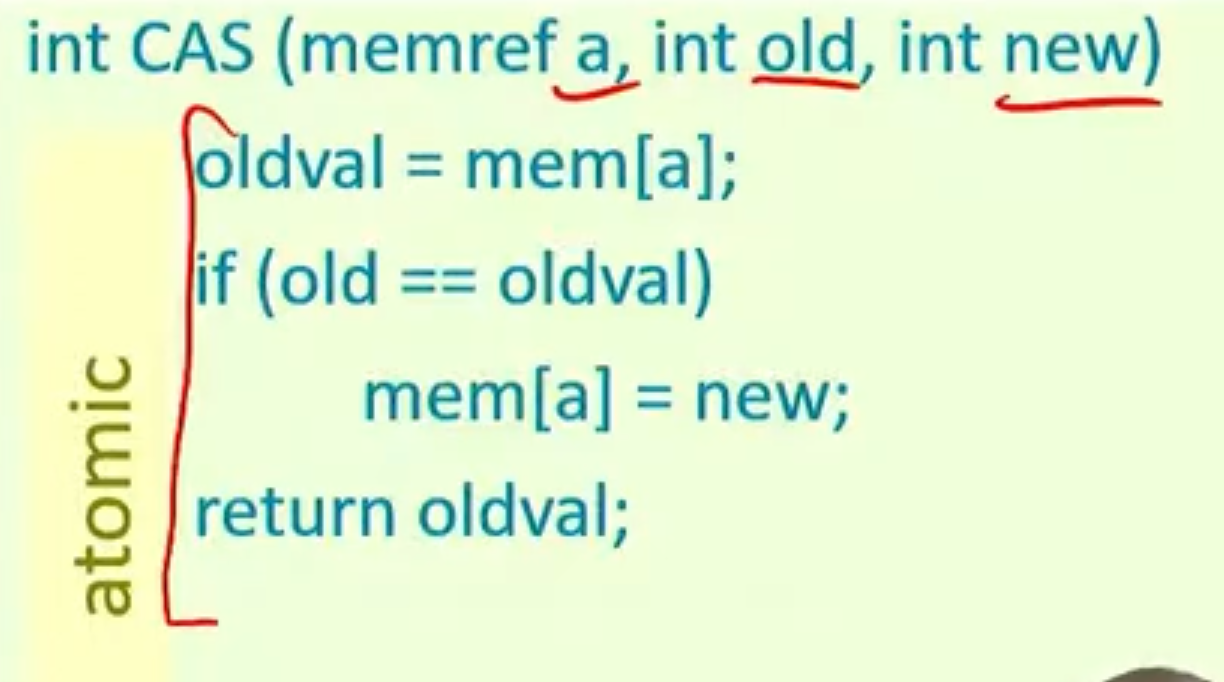 int CAS (memref a, int old, int new)
oldval = mem[a];
if (old == oldval)
mem[a] = new;
return oldval;
atomic